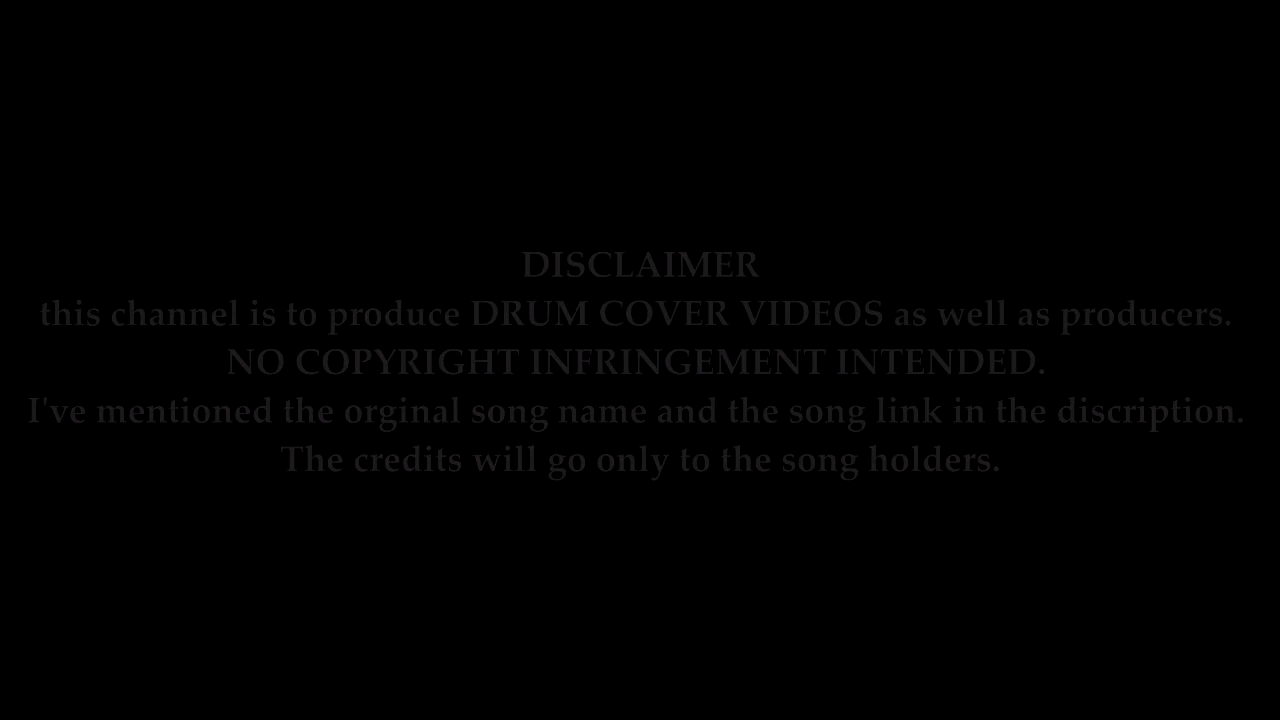 DISCLAIMER
this channel is to produce DRUM COVER VIDEOS as well as producers.
NO COPYRIGHT INFRINGEMENT INTENDED.
I've mentioned the orginal song name and the song link in the discription.
The credits will go only to the song holders.